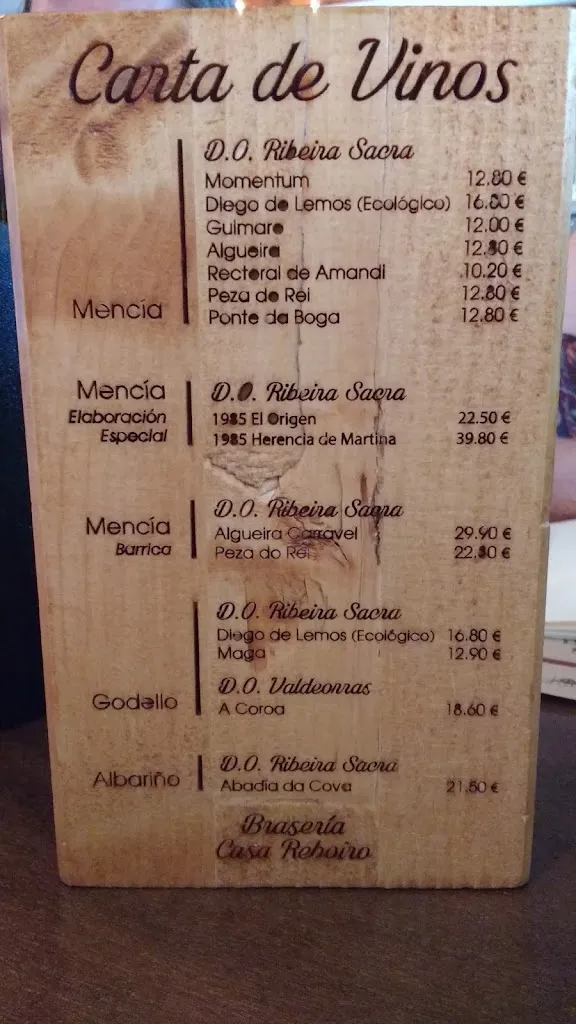 Carta de Vinos
D.O. Ribeira Sacra
Momentum 12.80 €
Diego de Lemos (Ecológico) 16.80 €
Guimaro 12.00 €
Algueira 12.80 €
Rectoral de Amandi 10.20 €
Peza do Rei 12.80 €
Mencía
Ponte da Boga 12.80 €
Mencía D.O. Ribeira Sacra
Elaboración 1985 El Origen 22.50 €
Especial 1985 Herencia de Martina 39.80 €
D.O. Ribeira Sacra
Mencía Algueira Carravel 29.90 €
Barrica Peza do Rei 22.80 €
D.O. Ribeira Sacra
Diego de Lemos (Ecológico) 16.80 €
Maga 12.90 €
D.O. Valdeorras
Godello A Coroa 18.60 €
D.O. Ribeira Sacra
Albariño Abadía da Cova 21.50 €
Brasería
Casa Reboiro